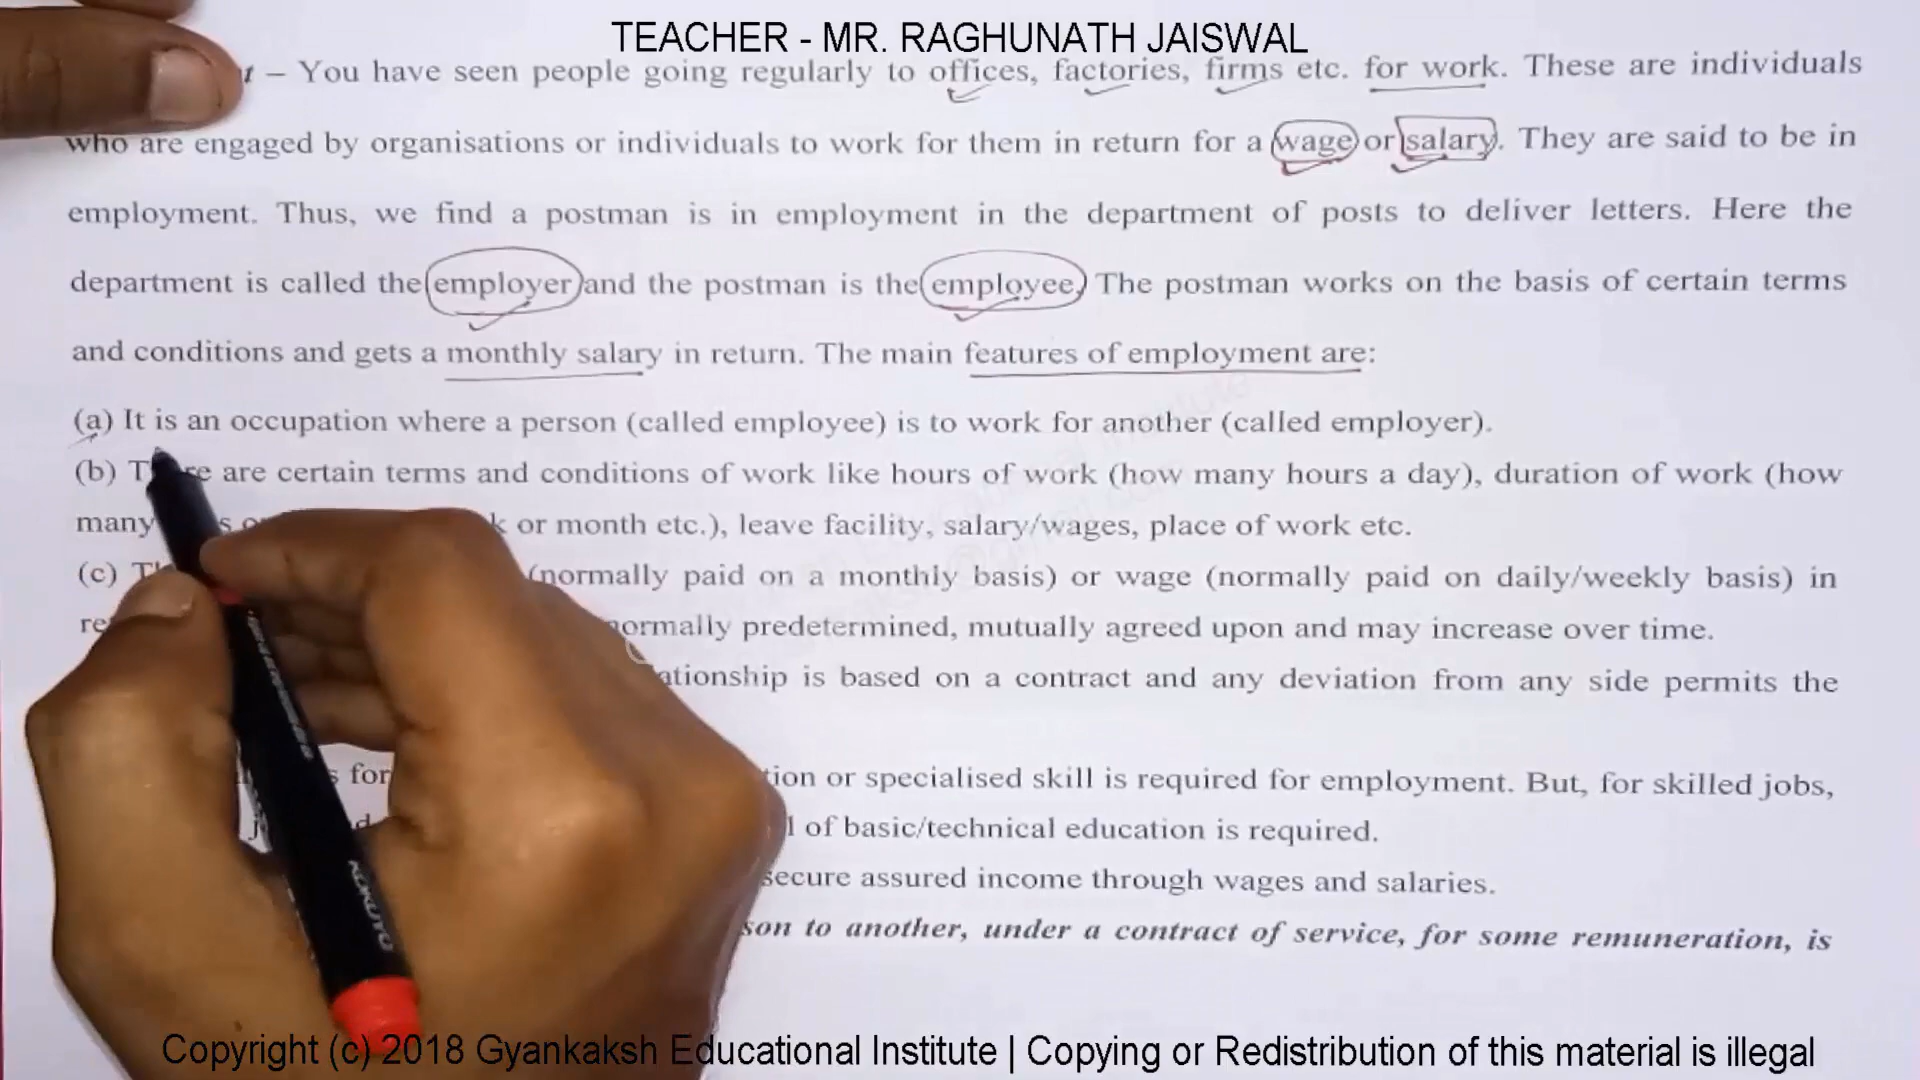 TEACHER - MR. RAGHUNATH JAISWAL
t – You have seen people going regularly to offices, factories, firms etc. for work. These are individuals
who are engaged by organisations or individuals to work for them in return for a wage or salary. They are said to be in
employment. Thus, we find a postman is in employment in the department of posts to deliver letters. Here the
department is called the employer and the postman is the employee. The postman works on the basis of certain terms
and conditions and gets a monthly salary in return. The main features of employment are:
(a) It is an occupation where a person (called employee) is to work for another (called employer).
(b) There are certain terms and conditions of work like hours of work (how many hours a day), duration of work (how
many or month etc.), leave facility, salary/wages, place of work etc.
(c) (normally paid on a monthly basis) or wage (normally paid on daily/weekly basis) in
normally predetermined, mutually agreed upon and may increase over time.
is based on a contract and any deviation from any side permits the
for or specialised skill is required for employment. But, for skilled jobs,
of basic/technical education is required.
secure assured income through wages and salaries.
to another, under a contract of service, for some remuneration, is
KOKUYO
Copyright (c) 2018 Gyankaksh Educational Institute | Copying or Redistribution of this material is illegal